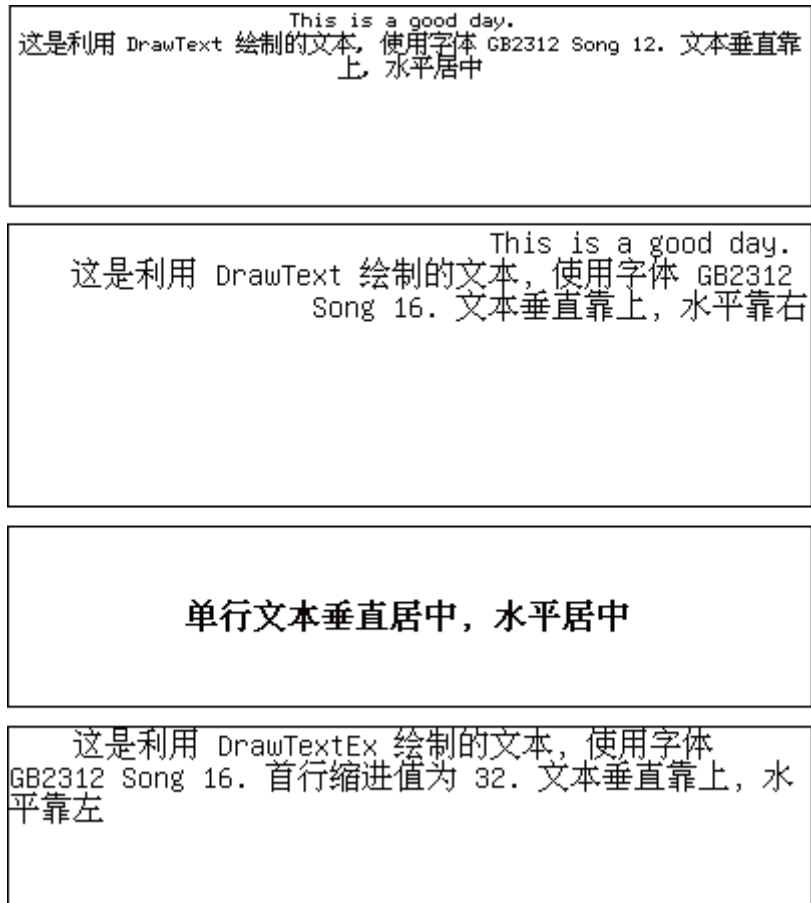 This is a good day.
这是利用 DrawText 绘制的文本, 使用字体 GB2312 Song 12. 文本垂直靠
上, 水平居中
This is a good day.
这是利用 DrawText 绘制的文本, 使用字体 GB2312
Song 16. 文本垂直靠上, 水平靠右
单行文本垂直居中, 水平居中
这是利用 DrawTextEx 绘制的文本, 使用字体
GB2312 Song 16. 首行缩进值为 32. 文本垂直靠上, 水
平靠左